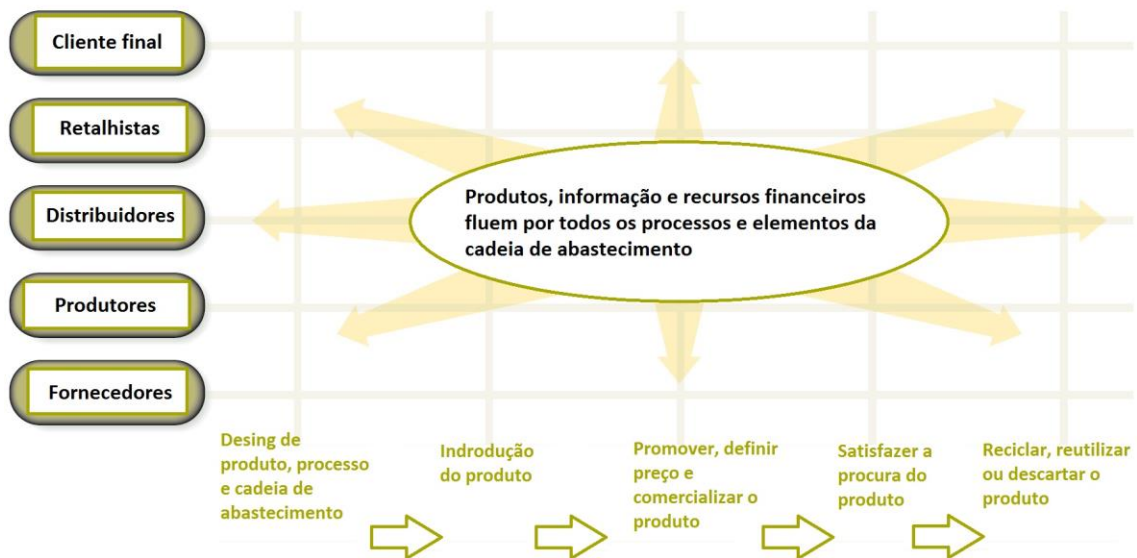 Cliente final
Retalhistas
Distribuidores
Produtores
Fornecedores
Produtos, informação e recursos financeiros
fluem por todos os processos e elementos da
cadeia de abastecimento
Desing de
produto, processo
e cadeia de
abastecimento
Indrodução
do produto
Promover, definir
preço e
comercializar o
produto
Satisfazer a
procura do
produto
Reciclar, reutilizar
ou descartar o
produto